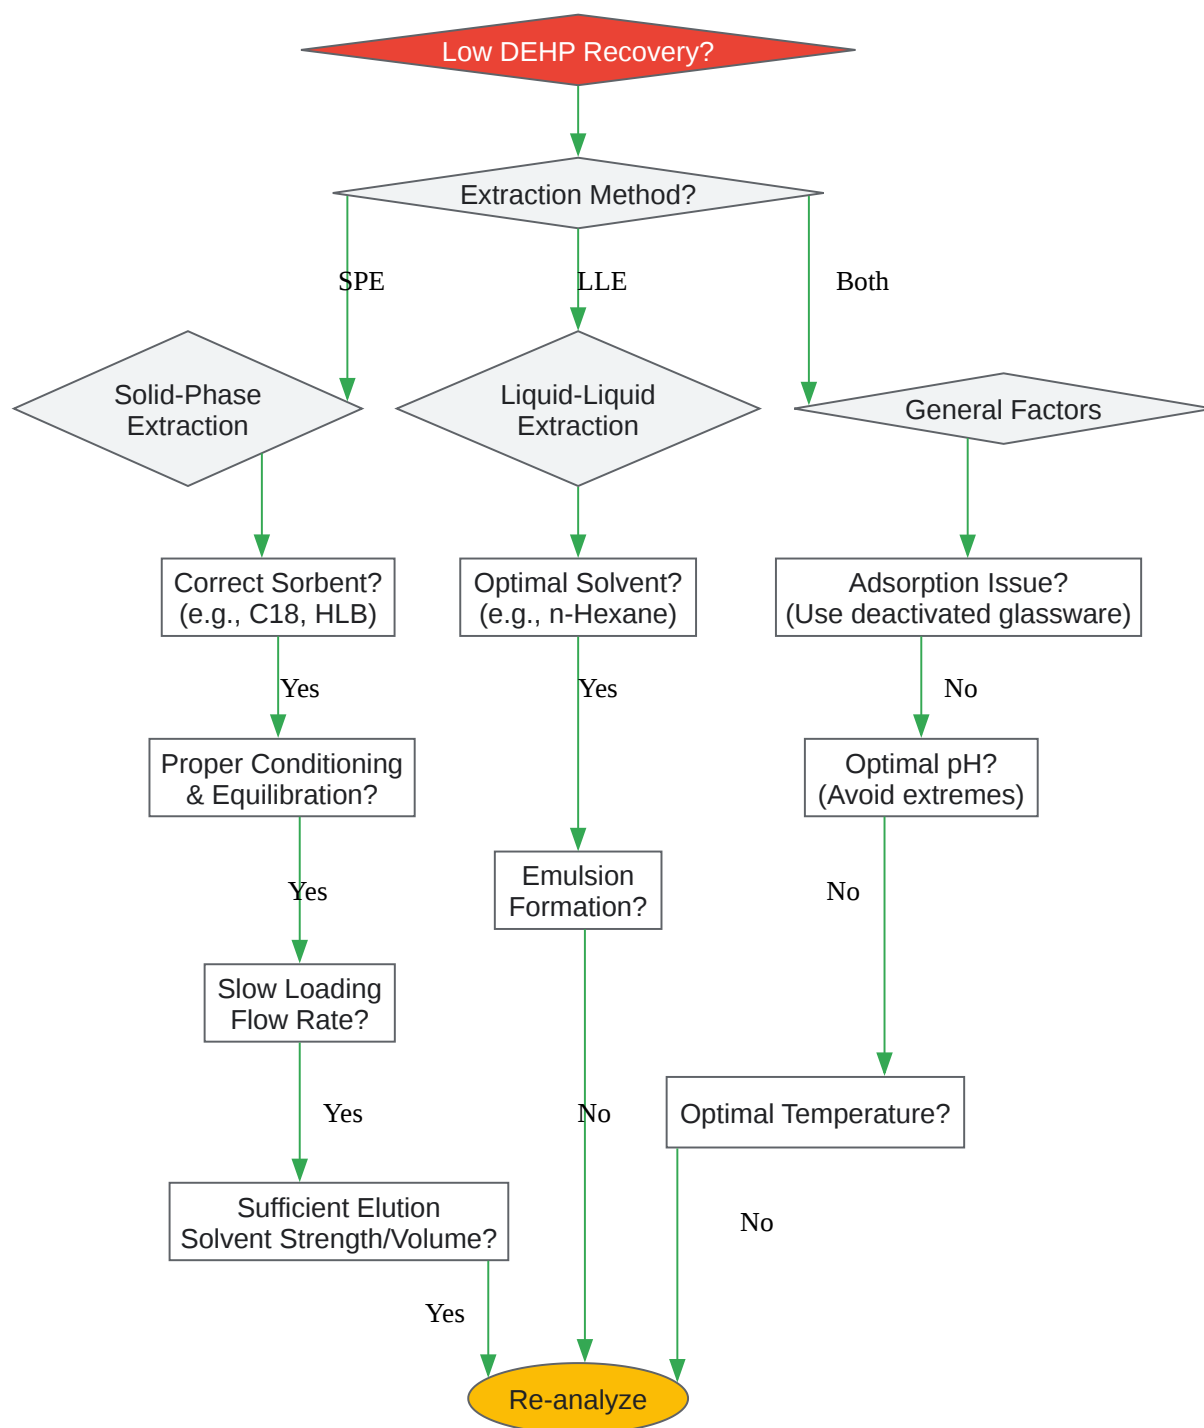 Low DEHP Recovery?
Extraction Method?
SPE
LLE
Both
Solid-Phase
Extraction
Liquid-Liquid
Extraction
General Factors
Correct Sorbent?
(e.g., C18, HLB)
Optimal Solvent?
(e.g., n-Hexane)
Adsorption Issue?
(Use deactivated glassware)
Yes
Yes
No
Proper Conditioning
& Equilibration?
Optimal pH?
(Avoid extremes)
Emulsion
Formation?
Yes
No
Slow Loading
Flow Rate?
Optimal Temperature?
Yes
No
Sufficient Elution
Solvent Strength/Volume?
No
Yes
Re-analyze